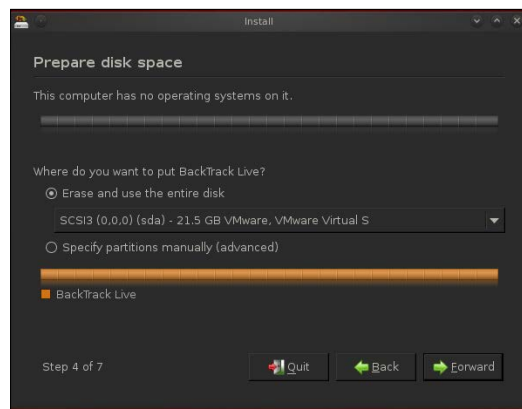 Install
Prepare disk space
This computer has no operating systems on it.
Where do you want to put BackTrack Live?
Erase and use the entire disk
SCSI3 (0,0,0) (sda) - 21.5 GB VMware, VMware Virtual S
Specify partitions manually (advanced)
BackTrack Live
Step 4 of 7
Quit
Back
Forward